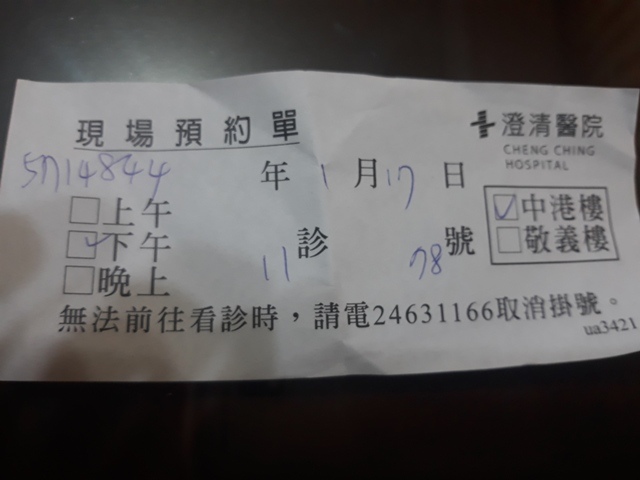 現場預約單
澄清醫院
CHENG CHING
HOSPITAL
5714844 年 1 月 17 日
□上午
☑下午 11 診 78 號
□晚上
☑中港樓
□敬義樓
無法前往看診時，請電24631166取消掛號。
ua3421